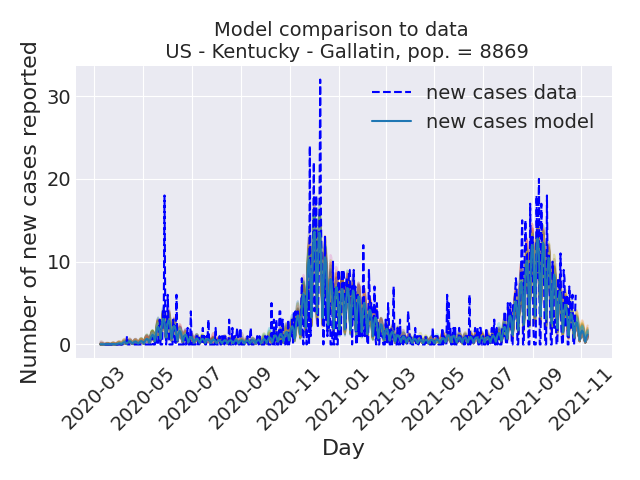 Model comparison to data
US - Kentucky - Gallatin, pop. = 8869
Number of new cases reported
30
20
10
0
new cases data
new cases model
2020-03
2020-05
2020-07
2020-09
2020-11
2021-01
2021-03
2021-05
2021-07
2021-09
2021-11
Day